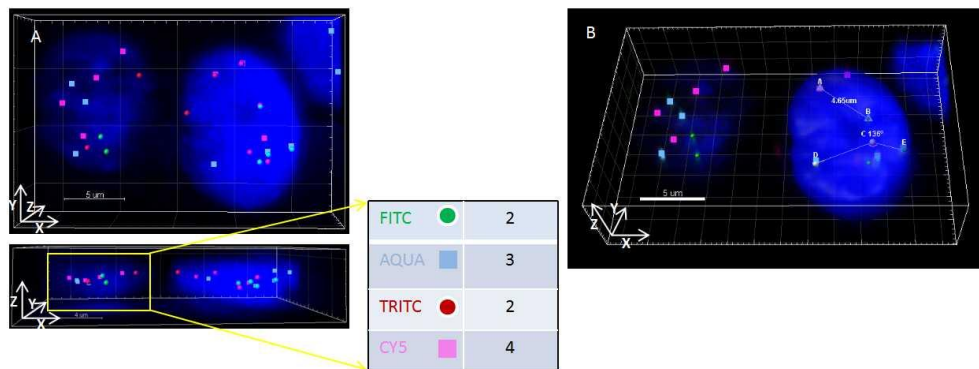 A
5 um
Y
Z
X
Z
Y
X
4 um
FITC 2
AQUA 3
TRITC 2
CY5 4
B
A
4.65um
B
C 136°
E
D
5 um
Z
Y
X